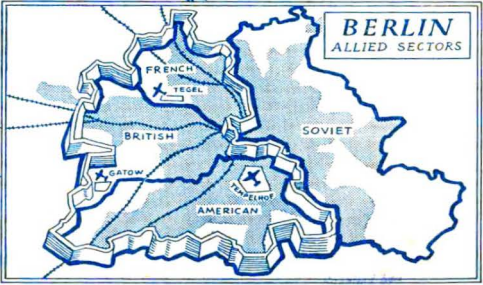 BERLIN
ALLIED SECTORS
FRENCH
TEGEL
BRITISH
SOVIET
GATOW
TEMPELHOF
AMERICAN